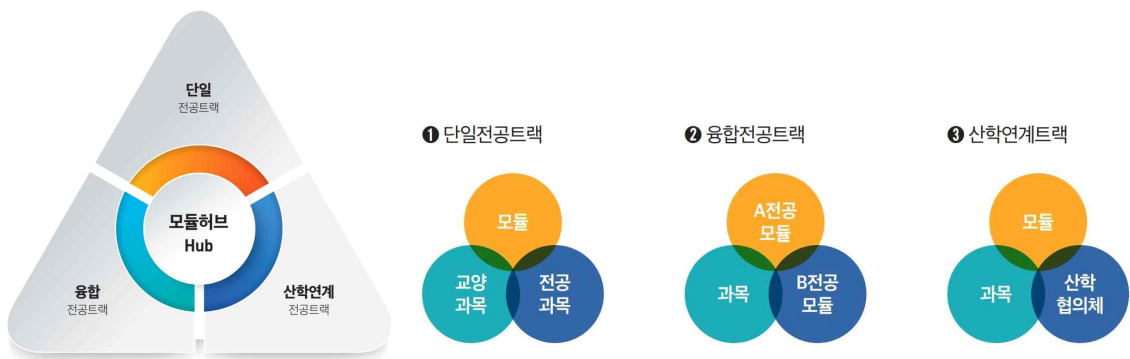 단일
전공트랙
모듈허브
Hub
융합
전공트랙
산학연계
전공트랙
❶ 단일전공트랙
모듈
교양
과목
전공
과목
❷ 융합전공트랙
A전공
모듈
과목
B전공
모듈
❸ 산학연계트랙
모듈
과목
산학
협의체